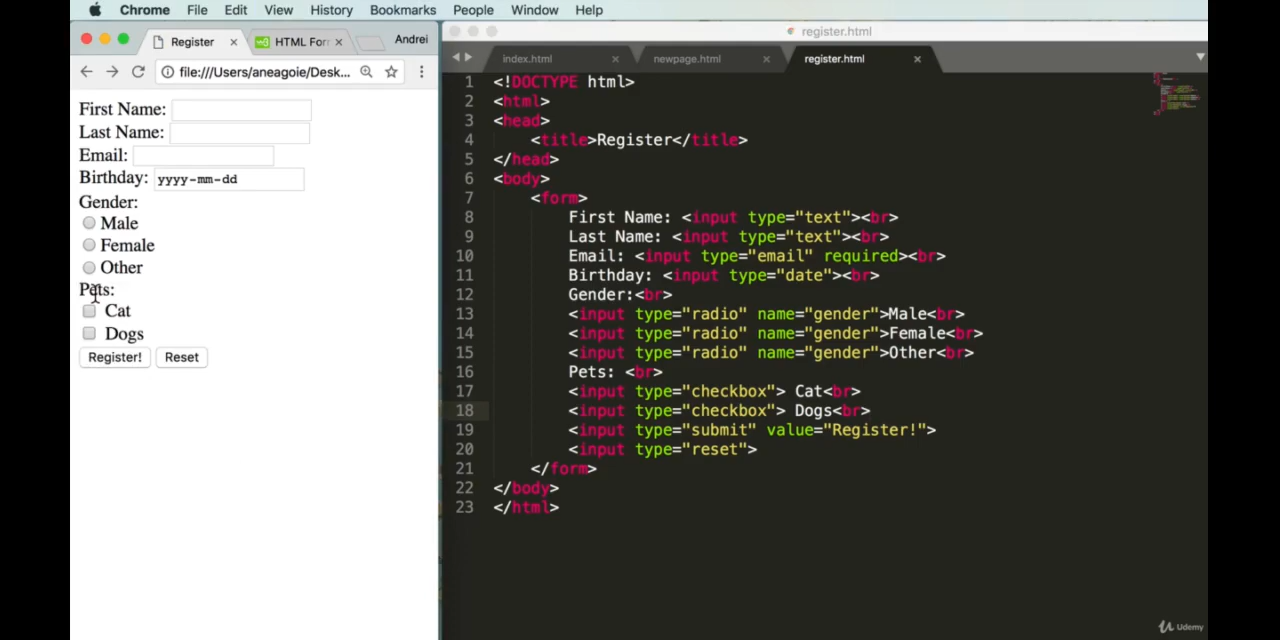 Chrome File Edit View History Bookmarks People Window Help
Register HTML For Andrei
file:///Users/aneagoie/Desk...
First Name:
Last Name:
Email:
Birthday: yyyy-mm-dd
Gender:
Male
Female
Other
Pets:
Cat
Dogs
Register! Reset
register.html
index.html newpage.html register.html
1 <!DOCTYPE html>
2 <html>
3 <head>
4 <title>Register</title>
5 </head>
6 <body>
7 <form>
8 First Name: <input type="text"><br>
9 Last Name: <input type="text"><br>
10 Email: <input type="email" required><br>
11 Birthday: <input type="date"><br>
12 Gender:<br>
13 <input type="radio" name="gender">Male<br>
14 <input type="radio" name="gender">Female<br>
15 <input type="radio" name="gender">Other<br>
16 Pets: <br>
17 <input type="checkbox"> Cat<br>
18 <input type="checkbox"> Dogs<br>
19 <input type="submit" value="Register!">
20 <input type="reset">
21 </form>
22 </body>
23 </html>
Udemy